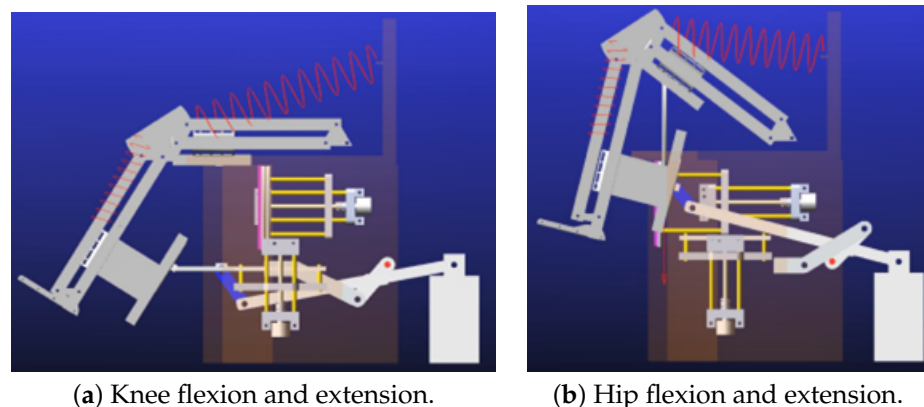 (a) Knee flexion and extension.
(b) Hip flexion and extension.